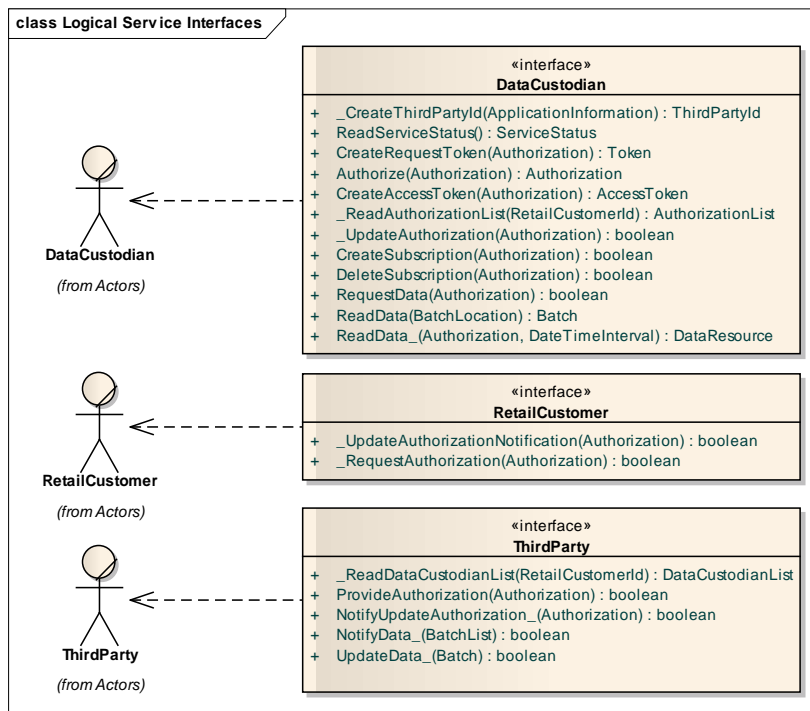 class Logical Service Interfaces
«interface»
DataCustodian
+ _CreateThirdPartyId(ApplicationInformation) : ThirdPartyId
+ ReadServiceStatus() : ServiceStatus
+ CreateRequestToken(Authorization) : Token
+ Authorize(Authorization) : Authorization
+ CreateAccessToken(Authorization) : AccessToken
+ _ReadAuthorizationList(RetailCustomerId) : AuthorizationList
+ _UpdateAuthorization(Authorization) : boolean
+ CreateSubscription(Authorization) : boolean
+ DeleteSubscription(Authorization) : boolean
+ RequestData(Authorization) : boolean
+ ReadData(BatchLocation) : Batch
+ ReadData_(Authorization, DateTimeInterval) : DataResource
DataCustodian
(from Actors)
«interface»
RetailCustomer
+ _UpdateAuthorizationNotification(Authorization) : boolean
+ _RequestAuthorization(Authorization) : boolean
RetailCustomer
(from Actors)
«interface»
ThirdParty
+ _ReadDataCustodianList(RetailCustomerId) : DataCustodianList
+ ProvideAuthorization(Authorization) : boolean
+ NotifyUpdateAuthorization_(Authorization) : boolean
+ NotifyData_(BatchList) : boolean
+ UpdateData_(Batch) : boolean
ThirdParty
(from Actors)